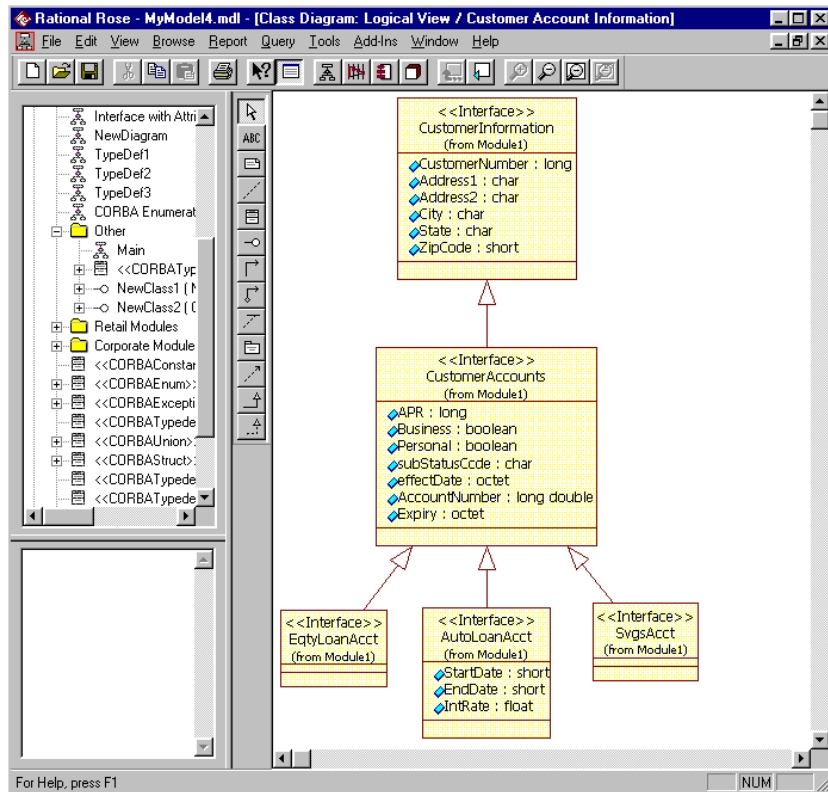 Rational Rose - MyModel4.mdl - [Class Diagram: Logical View / Customer Account Information]
File Edit View Browse Report Query Tools Add-Ins Window Help
Interface with Attri
NewDiagram
TypeDef1
TypeDef2
TypeDef3
CORBA Enumerat
Other
Main
<<CORBATyp
NewClass1 ( N
NewClass2 ( C
Retail Modules
Corporate Module
<<CORBAConstar
<<CORBAEnum>>
<<CORBAExcepti
<<CORBATypede
<<CORBAUnion>>
<<CORBAStruct>>
<<CORBATypede
<<CORBATypede
ABC
<<Interface>>
CustomerInformation
(from Module1)
CustomerNumber : long
Address1 : char
Address2 : char
City : char
State : char
ZipCode : short
<<Interface>>
CustomerAccounts
(from Module1)
APR : long
Business : boolean
Personal : boolean
subStatusCcde : char
effectDate : octet
AccountNumber : long double
Expiry : octet
<<Interface>>
EqtyLoanAcct
(from Module1)
<<Interface>>
AutoLoanAcct
(from Module1)
StartDate : short
EndDate : short
IntRate : float
<<Interface>>
SvgsAcct
(from Module1)
For Help, press F1
NUM